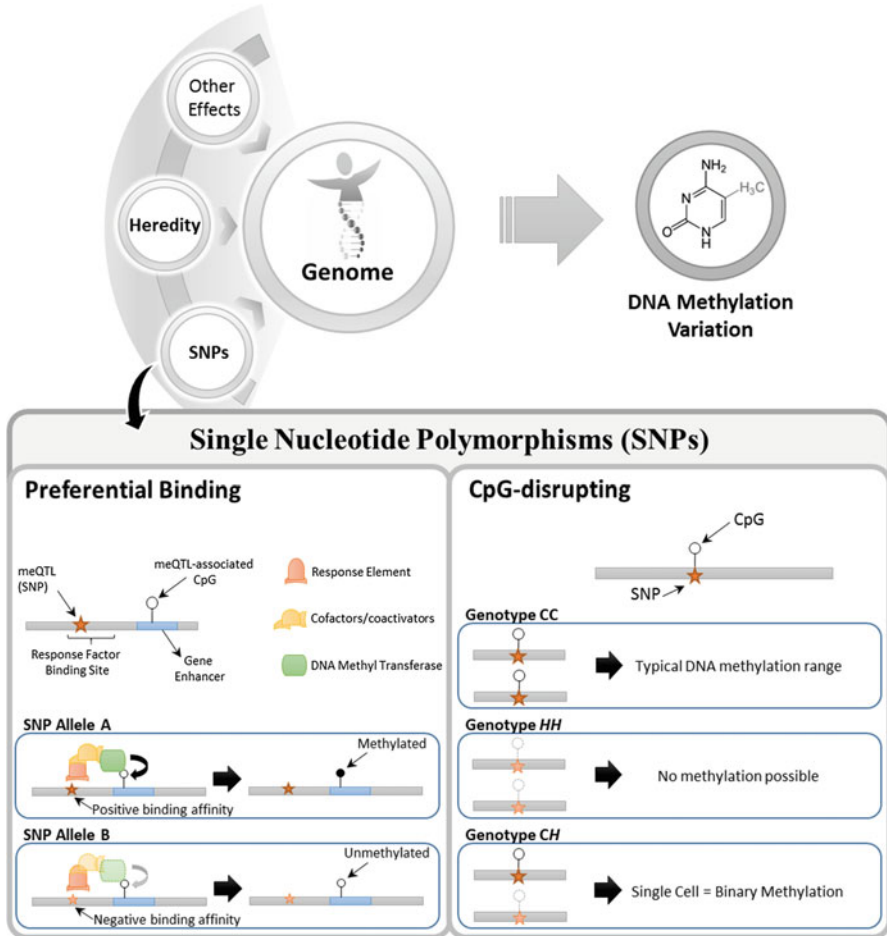 Other
Effects
Heredity
SNPs
Genome
NH₂
H₃C
N
O
N
H
DNA Methylation
Variation
Single Nucleotide Polymorphisms (SNPs)
Preferential Binding
meQTL
(SNP)
meQTL-associated
CpG
Response Factor
Binding Site
Gene
Enhancer
Response Element
Cofactors/coactivators
DNA Methyl Transferase
SNP Allele A
Positive binding affinity
Methylated
SNP Allele B
Negative binding affinity
Unmethylated
CpG-disrupting
CpG
SNP
Genotype CC
Typical DNA methylation range
Genotype HH
No methylation possible
Genotype CH
Single Cell = Binary Methylation